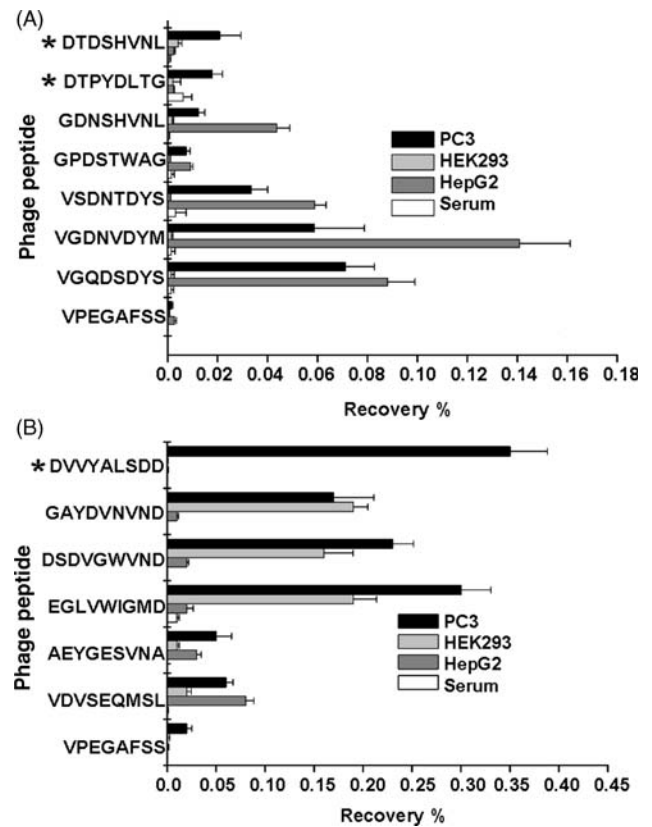 (A)
* DTDSHVNL
* DTPYDLTG
GDNSHVNL
GPDSTWAG
VSDNTDYS
VGDNVDYM
VGQDSDYS
VPEGAFSS
Phage peptide
PC3
HEK293
HepG2
Serum
0.00 0.02 0.04 0.06 0.08 0.10 0.12 0.14 0.16 0.18
Recovery %
(B)
* DVVYALSDD
GAYDVNVND
DSDVGWVND
EGLVWIGMD
AEYGESVNA
VDVSEQMSL
VPEGAFSS
Phage peptide
PC3
HEK293
HepG2
Serum
0.00 0.05 0.10 0.15 0.20 0.25 0.30 0.35 0.40 0.45
Recovery %